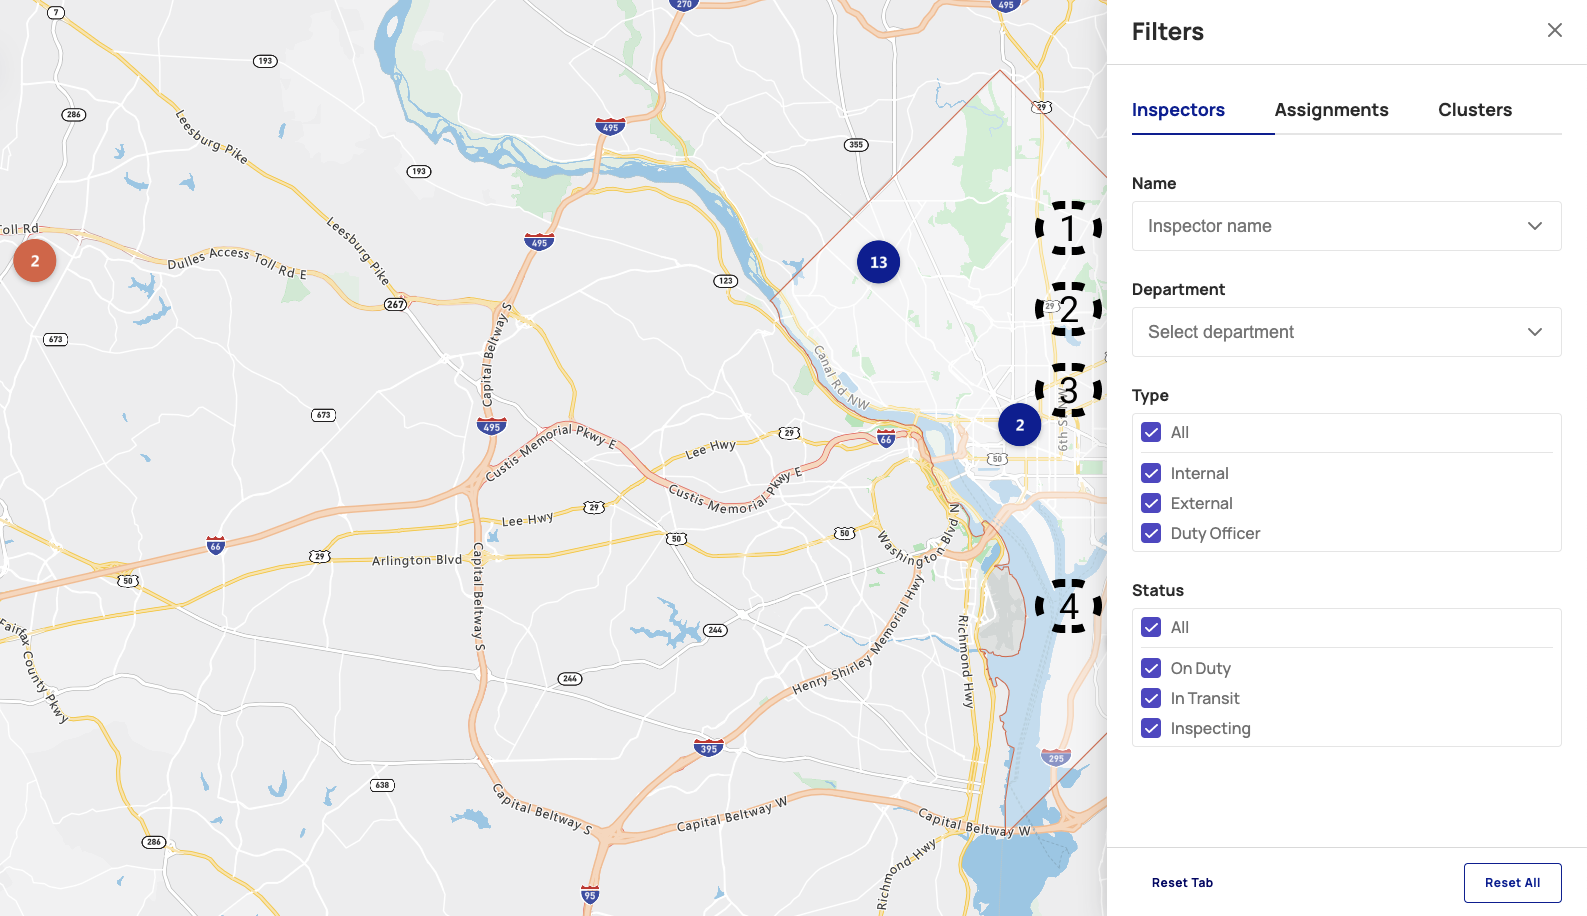 Filters
Inspectors
Assignments
Clusters
Name
Inspector name
Department
Select department
Type
All
Internal
External
Duty Officer
Status
All
On Duty
In Transit
Inspecting
Reset Tab
Reset All
7
270
495
193
286
495
29
Leesburg Pike
355
193
1
Toll Rd
Leesburg Pike
495
2
Dulles Access Toll Rd E
13
123
267
2
29
673
Capital Beltway S
Canal Rd NW
3
673
495
2
6th St NW
29
66
Custis Memorial Pkwy E
Lee Hwy
50
Custis Memorial Pkwy E
29
Lee Hwy
66
29
50
50
Arlington Blvd
Washington Blvd N
50
Capital Beltway S
4
Fairfax County Pkwy
244
Richmond Hwy
244
Henry Shirley Memorial Hwy
395
295
638
Capital Beltway S
Capital Beltway W
Capital Beltway W
286
Richmond Hwy
95